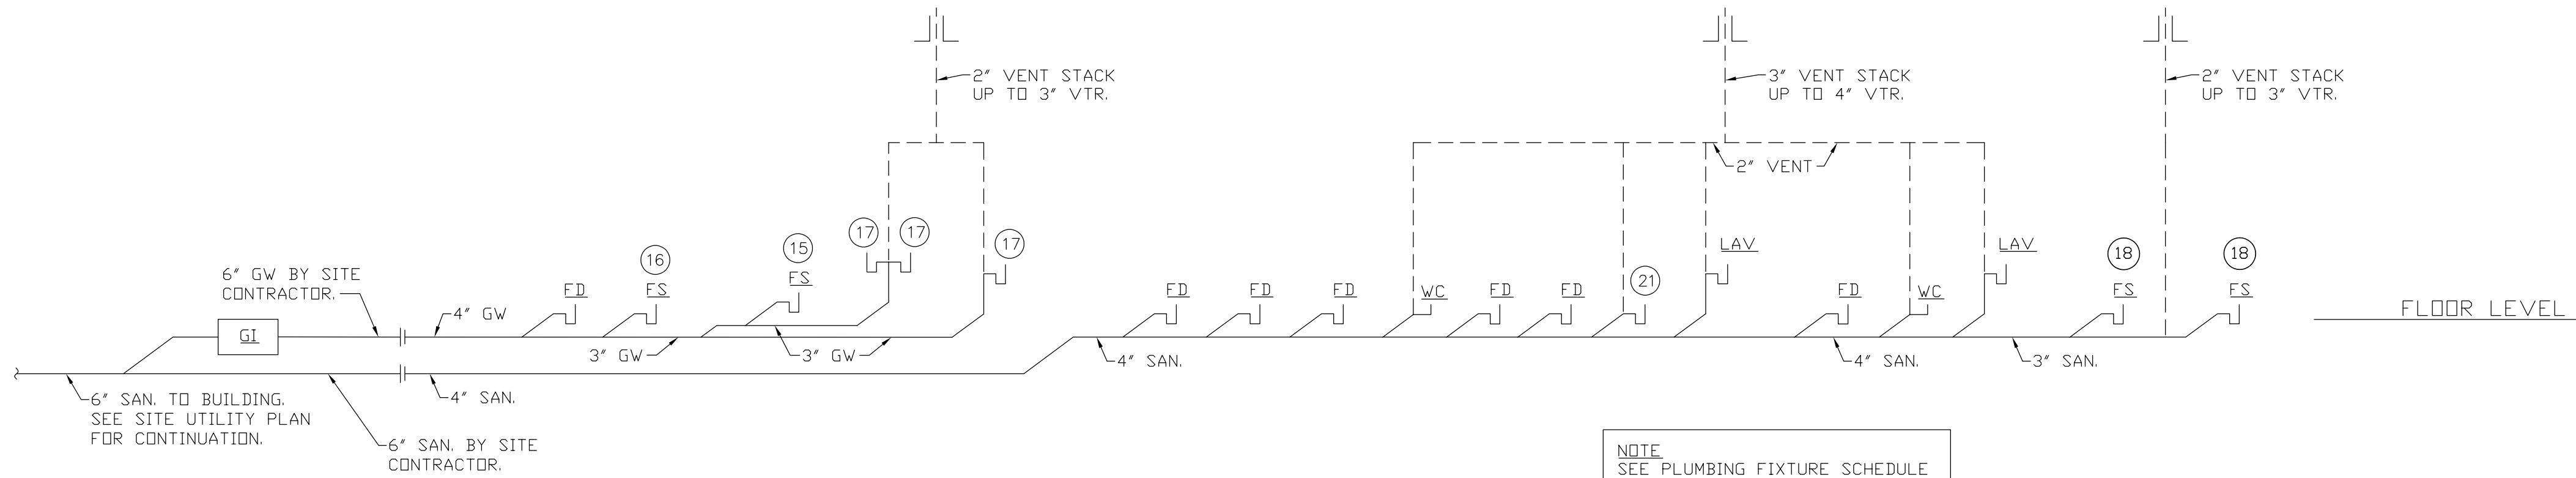 2" VENT STACK
UP TO 3" VTR.
3" VENT STACK
UP TO 4" VTR.
2" VENT STACK
UP TO 3" VTR.
2" VENT
17
17
17
15
16
FS
FS
FD
6" GW BY SITE
CONTRACTOR.
4" GW
GI
3" GW
3" GW
LAV
LAV
18
18
21
FD
FD
FD
WC
FD
FD
FD
WC
FS
FS
FLOOR LEVEL
4" SAN.
4" SAN.
3" SAN.
6" SAN. TO BUILDING.
SEE SITE UTILITY PLAN
FOR CONTINUATION.
4" SAN.
6" SAN. BY SITE
CONTRACTOR.
NOTE
SEE PLUMBING FIXTURE SCHEDULE